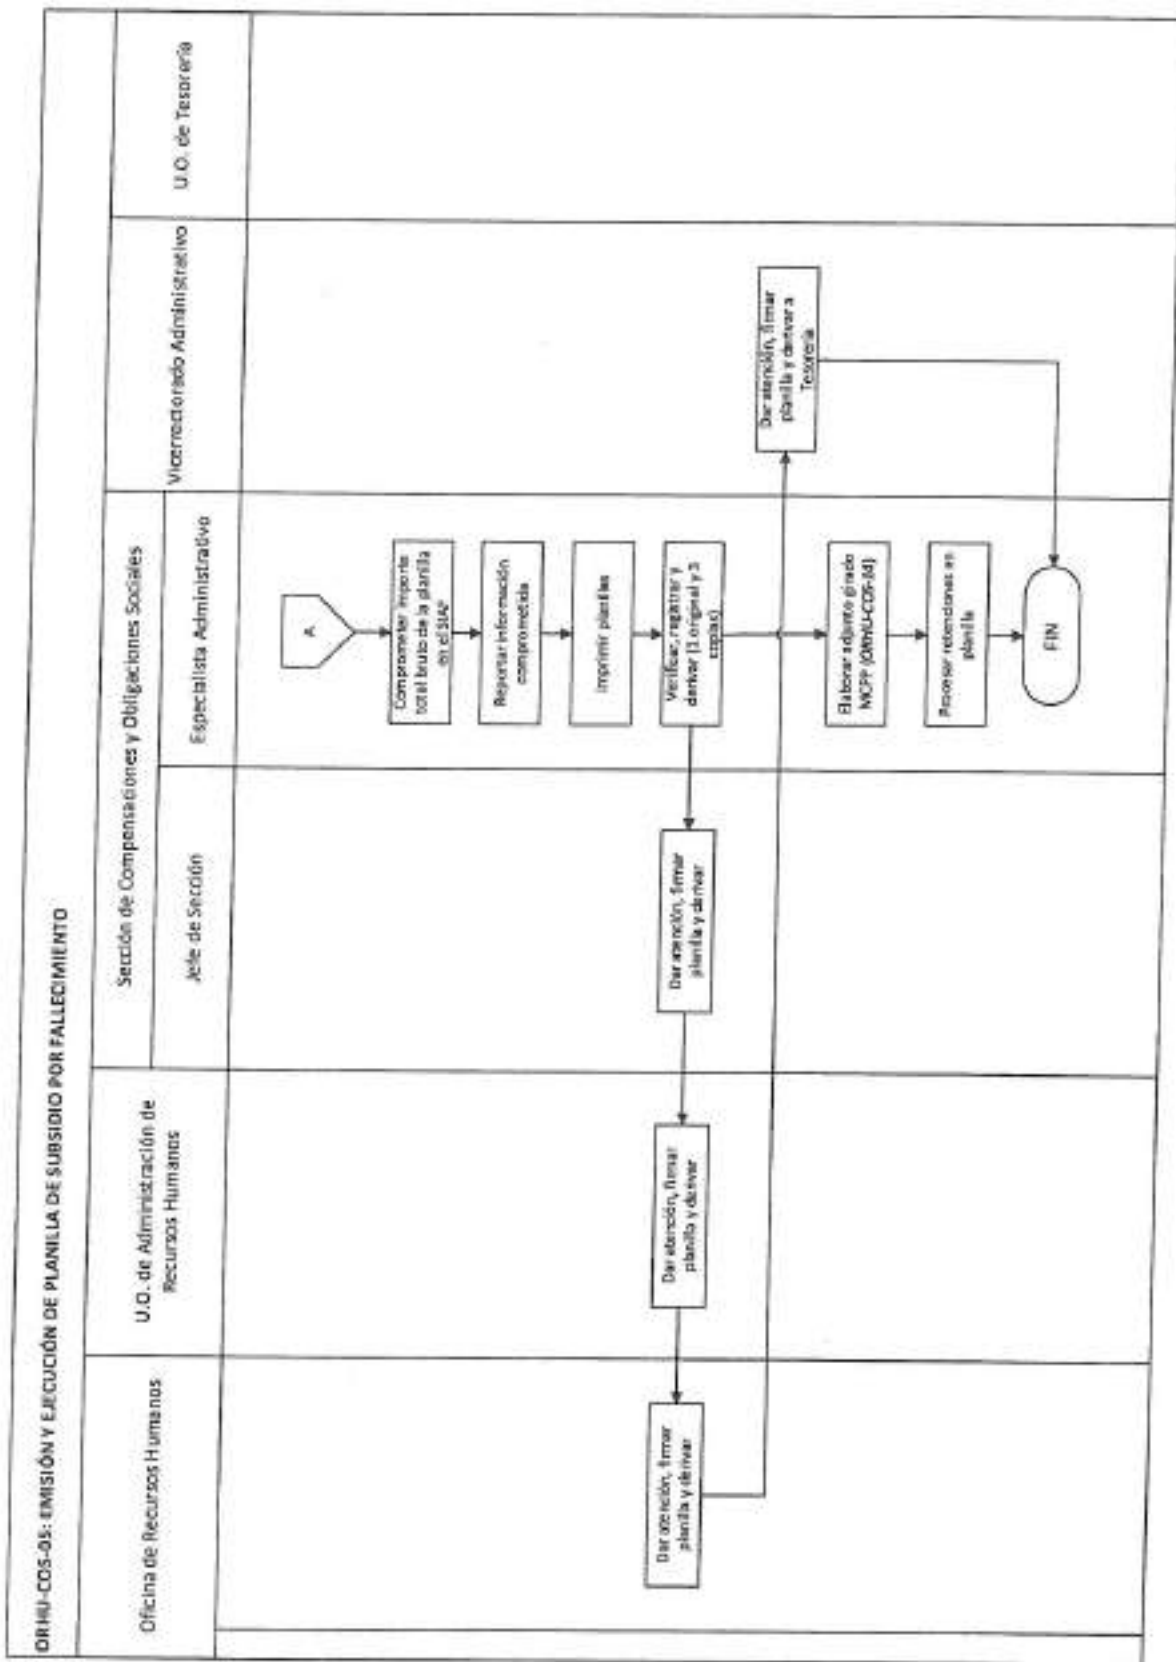 ORHU-COS-05: EMISIÓN Y EJECUCIÓN DE PLANILLA DE SUBSIDIO POR FALLECIMIENTO
Oficina de Recursos Humanos
U.O. de Administración de
Recursos Humanos
Sección de Compensaciones y Obligaciones Sociales
Jefe de Sección
Especialista Administrativo
Vicerrectorado Administrativo
U.O. de Tesorería
A
Comprometer importe
total bruto de la planilla
en el SIAF
Reportar información
comprometida
Imprimir planillas
Verificar, registrar y
derivar (1 original y 3
copias)
Dar atención, firmar
planilla y derivar
Dar atención, firmar
planilla y derivar
Dar atención, firmar
planilla y derivar
Dar atención, firmar
planilla y derivar a
Tesorería
Elaborar adjunto girado
MCPP (ORHU-COS-14)
Procesar retenciones en
planilla
FIN